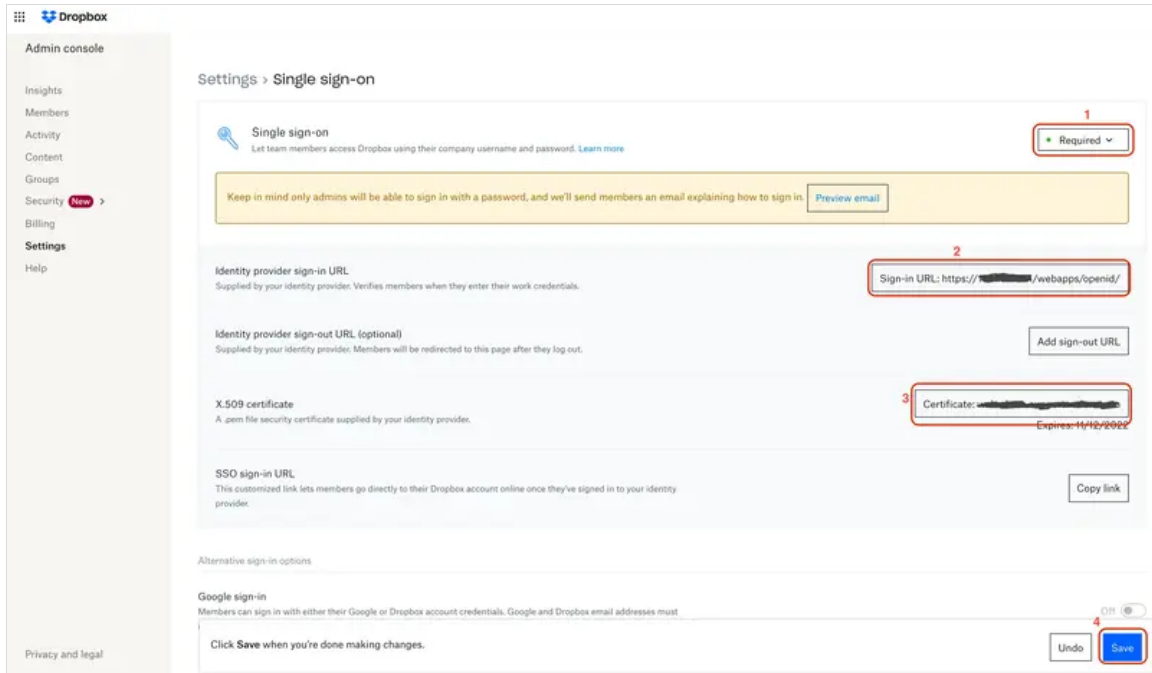 Dropbox
Admin console
Insights
Members
Activity
Content
Groups
Security New >
Billing
Settings
Help
Privacy and legal
Settings > Single sign-on
1
Single sign-on
Let team members access Dropbox using their company username and password. Learn more
Required
Keep in mind only admins will be able to sign in with a password, and we'll send members an email explaining how to sign in. Preview email
2
Identity provider sign-in URL
Supplied by your identity provider. Verifies members when they enter their work credentials.
Sign-in URL: https:// /webapps/openid/
Identity provider sign-out URL (optional)
Supplied by your identity provider. Members will be redirected to this page after they log out.
Add sign-out URL
3
X.509 certificate
A .pem file security certificate supplied by your identity provider.
Certificate:
Expires: 11/12/2022
SSO sign-in URL
This customized link lets members go directly to their Dropbox account online once they've signed in to your identity
provider.
Copy link
Alternative sign-in options
Google sign-in
Members can sign in with either their Google or Dropbox account credentials. Google and Dropbox email addresses must
Off
4
Click Save when you're done making changes.
Undo
Save